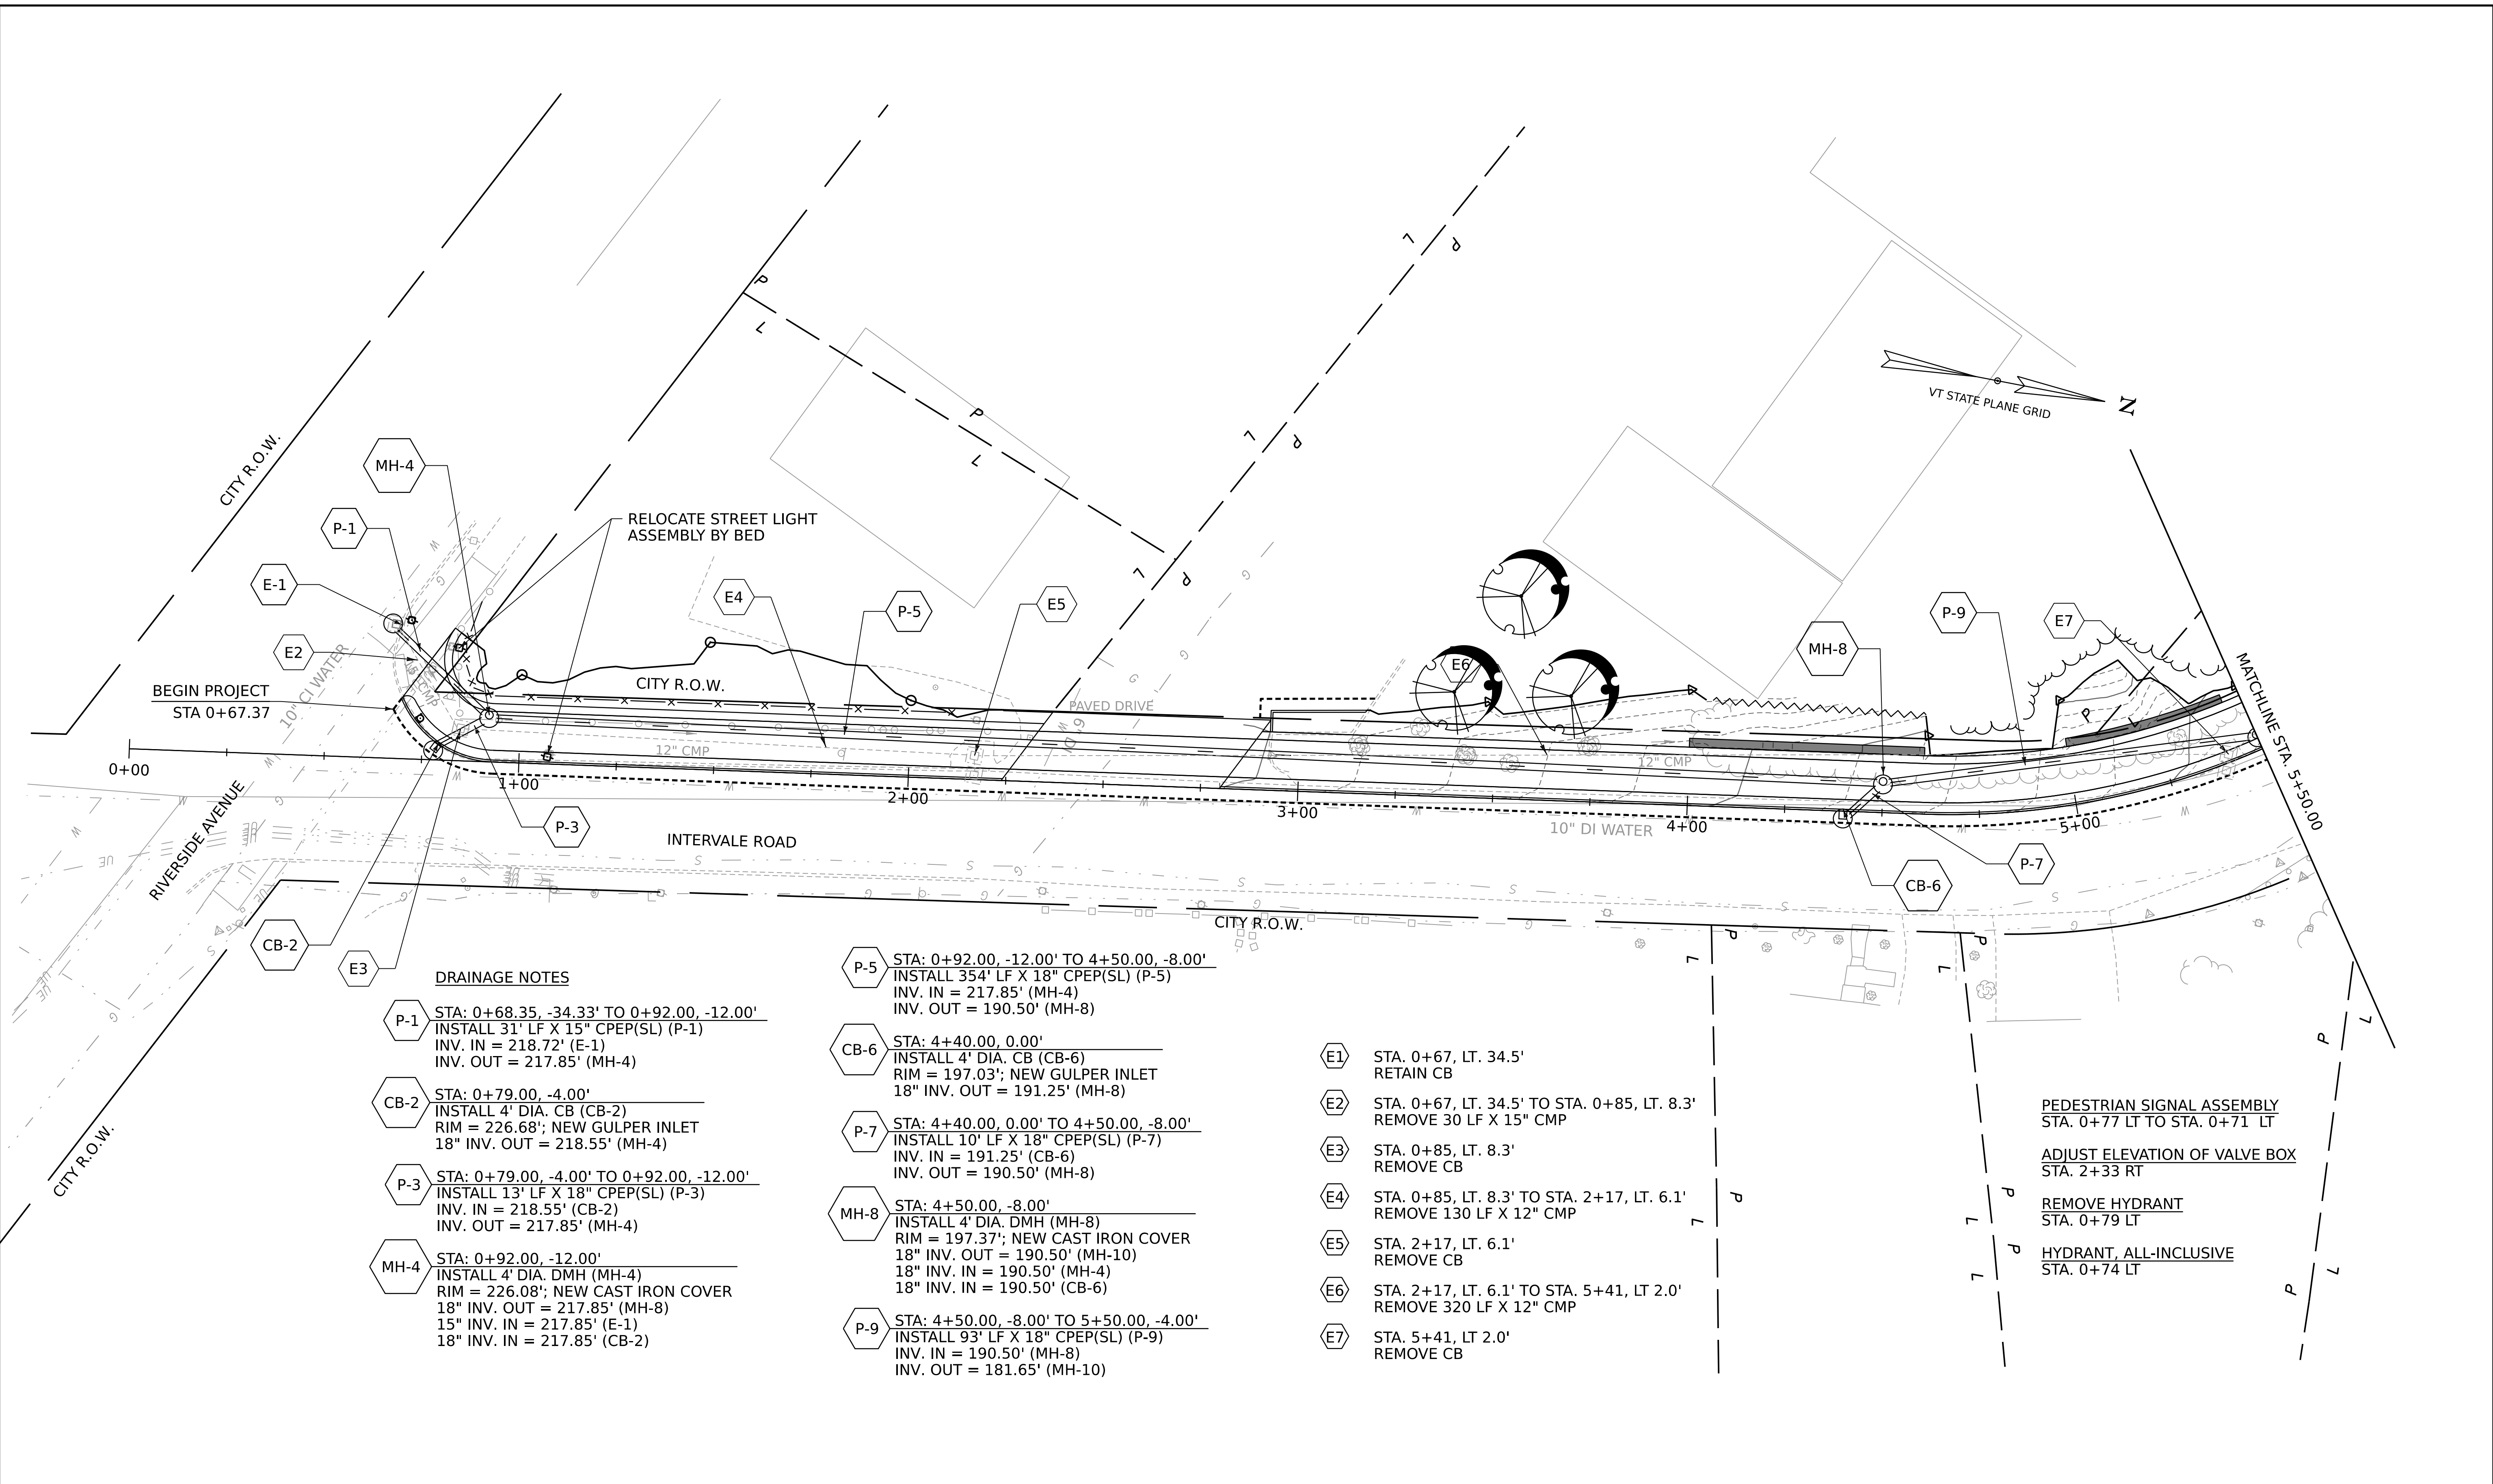 VT STATE PLANE GRID
N
CITY R.O.W.
MH-4
P-1
E-1
E2
RELOCATE STREET LIGHT
ASSEMBLY BY BED
E4
P-5
E5
E6
MH-8
P-9
E7
MATCHLINE STA. 5+50.00
BEGIN PROJECT
STA 0+67.37
10" CI WATER
CITY R.O.W.
PAVED DRIVE
6" DI
12" CMP
12" CMP
0+00
1+00
2+00
3+00
4+00
5+00
10" DI WATER
P-3
INTERVALE ROAD
RIVERSIDE AVENUE
P-7
CB-6
CB-2
E3
CITY R.O.W.
CITY R.O.W.
DRAINAGE NOTES
P-1
STA: 0+68.35, -34.33' TO 0+92.00, -12.00'
INSTALL 31' LF X 15" CPEP(SL) (P-1)
INV. IN = 218.72' (E-1)
INV. OUT = 217.85' (MH-4)
CB-2
STA: 0+79.00, -4.00'
INSTALL 4' DIA. CB (CB-2)
RIM = 226.68'; NEW GULPER INLET
18" INV. OUT = 218.55' (MH-4)
P-3
STA: 0+79.00, -4.00' TO 0+92.00, -12.00'
INSTALL 13' LF X 18" CPEP(SL) (P-3)
INV. IN = 218.55' (CB-2)
INV. OUT = 217.85' (MH-4)
MH-4
STA: 0+92.00, -12.00'
INSTALL 4' DIA. DMH (MH-4)
RIM = 226.08'; NEW CAST IRON COVER
18" INV. OUT = 217.85' (MH-8)
15" INV. IN = 217.85' (E-1)
18" INV. IN = 217.85' (CB-2)
P-5
STA: 0+92.00, -12.00' TO 4+50.00, -8.00'
INSTALL 354' LF X 18" CPEP(SL) (P-5)
INV. IN = 217.85' (MH-4)
INV. OUT = 190.50' (MH-8)
CB-6
STA: 4+40.00, 0.00'
INSTALL 4' DIA. CB (CB-6)
RIM = 197.03'; NEW GULPER INLET
18" INV. OUT = 191.25' (MH-8)
P-7
STA: 4+40.00, 0.00' TO 4+50.00, -8.00'
INSTALL 10' LF X 18" CPEP(SL) (P-7)
INV. IN = 191.25' (CB-6)
INV. OUT = 190.50' (MH-8)
MH-8
STA: 4+50.00, -8.00'
INSTALL 4' DIA. DMH (MH-8)
RIM = 197.37'; NEW CAST IRON COVER
18" INV. OUT = 190.50' (MH-10)
18" INV. IN = 190.50' (MH-4)
18" INV. IN = 190.50' (CB-6)
P-9
STA: 4+50.00, -8.00' TO 5+50.00, -4.00'
INSTALL 93' LF X 18" CPEP(SL) (P-9)
INV. IN = 190.50' (MH-8)
INV. OUT = 181.65' (MH-10)
E1
STA. 0+67, LT. 34.5'
RETAIN CB
E2
STA. 0+67, LT. 34.5' TO STA. 0+85, LT. 8.3'
REMOVE 30 LF X 15" CMP
E3
STA. 0+85, LT. 8.3'
REMOVE CB
E4
STA. 0+85, LT. 8.3' TO STA. 2+17, LT. 6.1'
REMOVE 130 LF X 12" CMP
E5
STA. 2+17, LT. 6.1'
REMOVE CB
E6
STA. 2+17, LT. 6.1' TO STA. 5+41, LT 2.0'
REMOVE 320 LF X 12" CMP
E7
STA. 5+41, LT 2.0'
REMOVE CB
PEDESTRIAN SIGNAL ASSEMBLY
STA. 0+77 LT TO STA. 0+71 LT
ADJUST ELEVATION OF VALVE BOX
STA. 2+33 RT
REMOVE HYDRANT
STA. 0+79 LT
HYDRANT, ALL-INCLUSIVE
STA. 0+74 LT